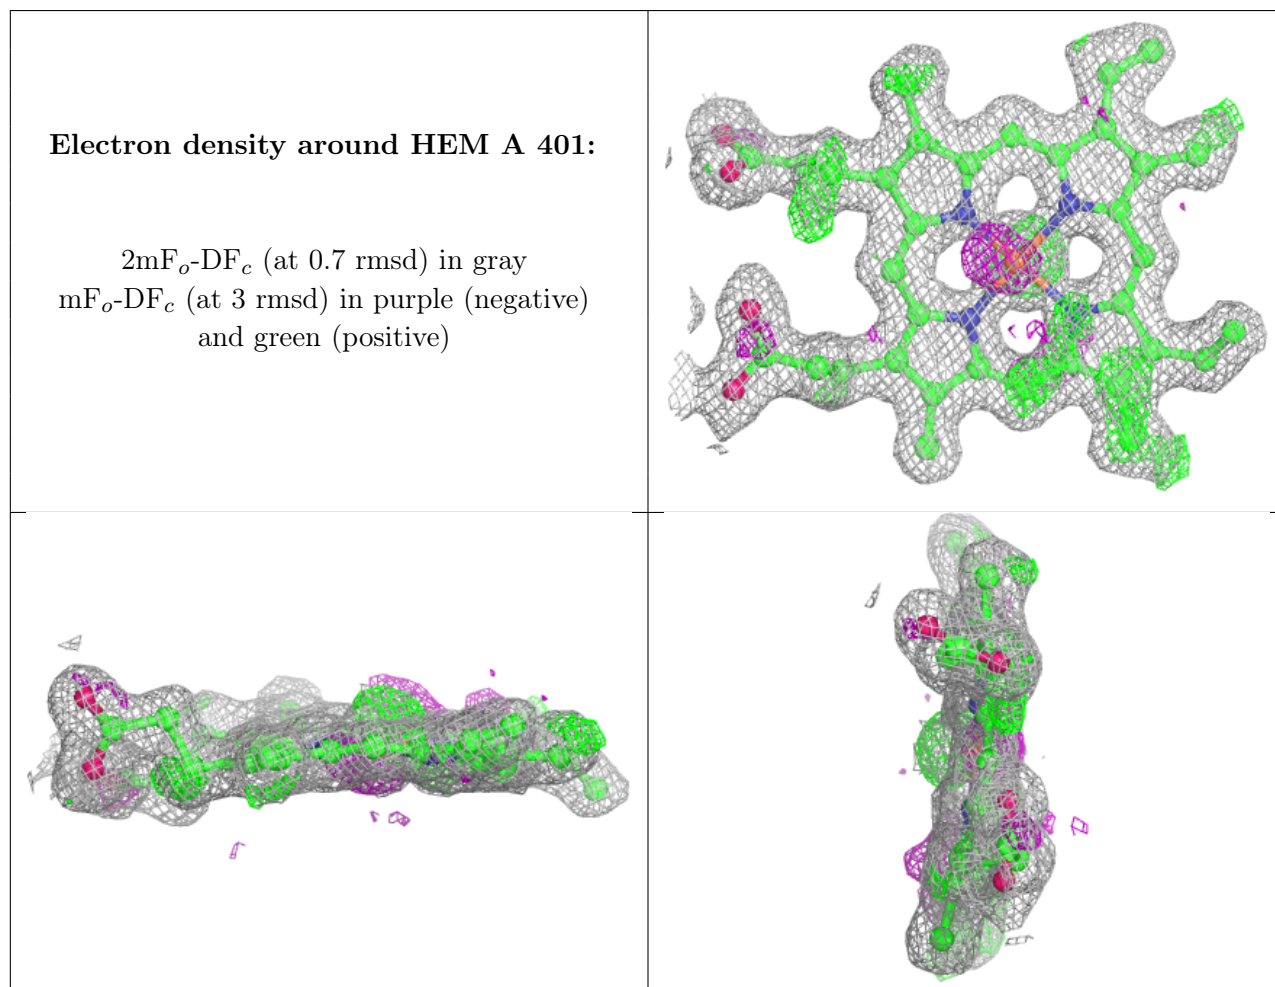 Electron density around HEM A 401:
2mFo-DFc (at 0.7 rmsd) in gray
mFo-DFc (at 3 rmsd) in purple (negative)
and green (positive)